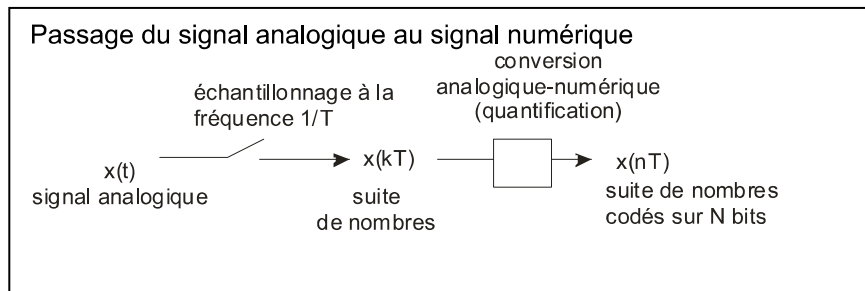 Passage du signal analogique au signal numérique
conversion
analogique-numérique
(quantification)
échantillonnage à la
fréquence 1/T
x(t)
signal analogique
x(kT)
suite
de nombres
x(nT)
suite de nombres
codés sur N bits